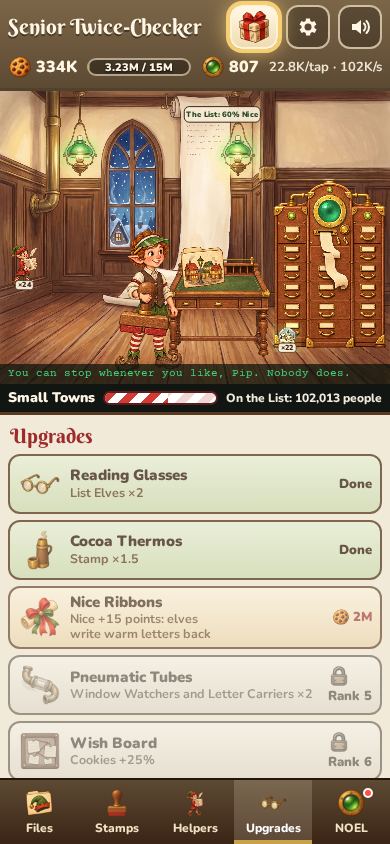 Senior Twice-Checker
334K
3.23M / 15M
807
22.8K/tap · 102K/s
The List: 60% Nice
×24
×22
You can stop whenever you like, Pip. Nobody does.
Small Towns
On the List: 102,013 people
Upgrades
Reading Glasses
List Elves ×2
Done
Cocoa Thermos
Stamp ×1.5
Done
Nice Ribbons
Nice +15 points: elves
write warm letters back
2M
Pneumatic Tubes
Window Watchers and Letter Carriers ×2
Rank 5
Wish Board
Cookies +25%
Rank 6
Files
Stamps
Helpers
Upgrades
NOEL